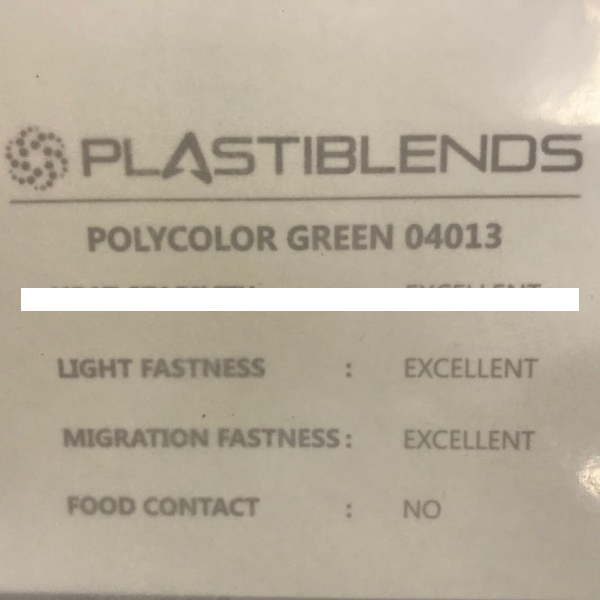 PLASTIBLENDS
POLYCOLOR GREEN 04013
LIGHT FASTNESS : EXCELLENT
MIGRATION FASTNESS : EXCELLENT
FOOD CONTACT : NO